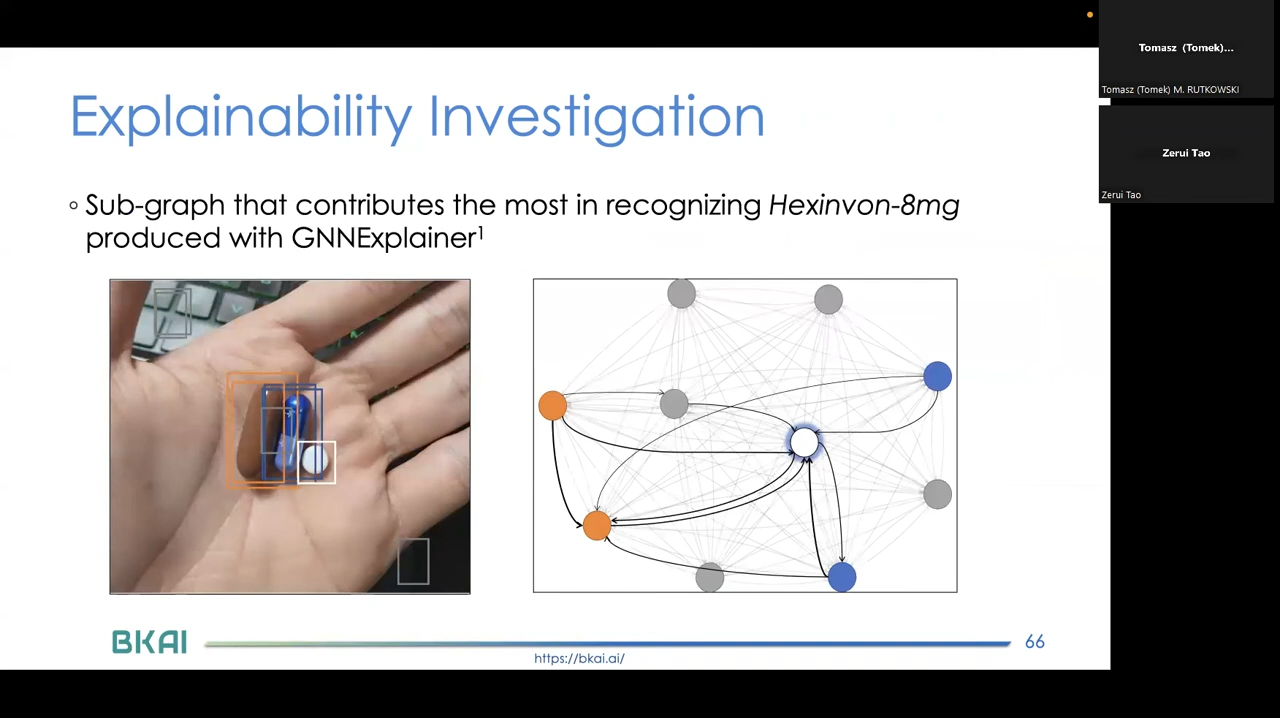 Explainability Investigation
Sub-graph that contributes the most in recognizing Hexinvon-8mg
produced with GNNExplainer¹
BKAI
https://bkai.ai/
66
Tomasz (Tomek)...
Tomasz (Tomek) M. RUTKOWSKI
Zerui Tao
Zerui Tao